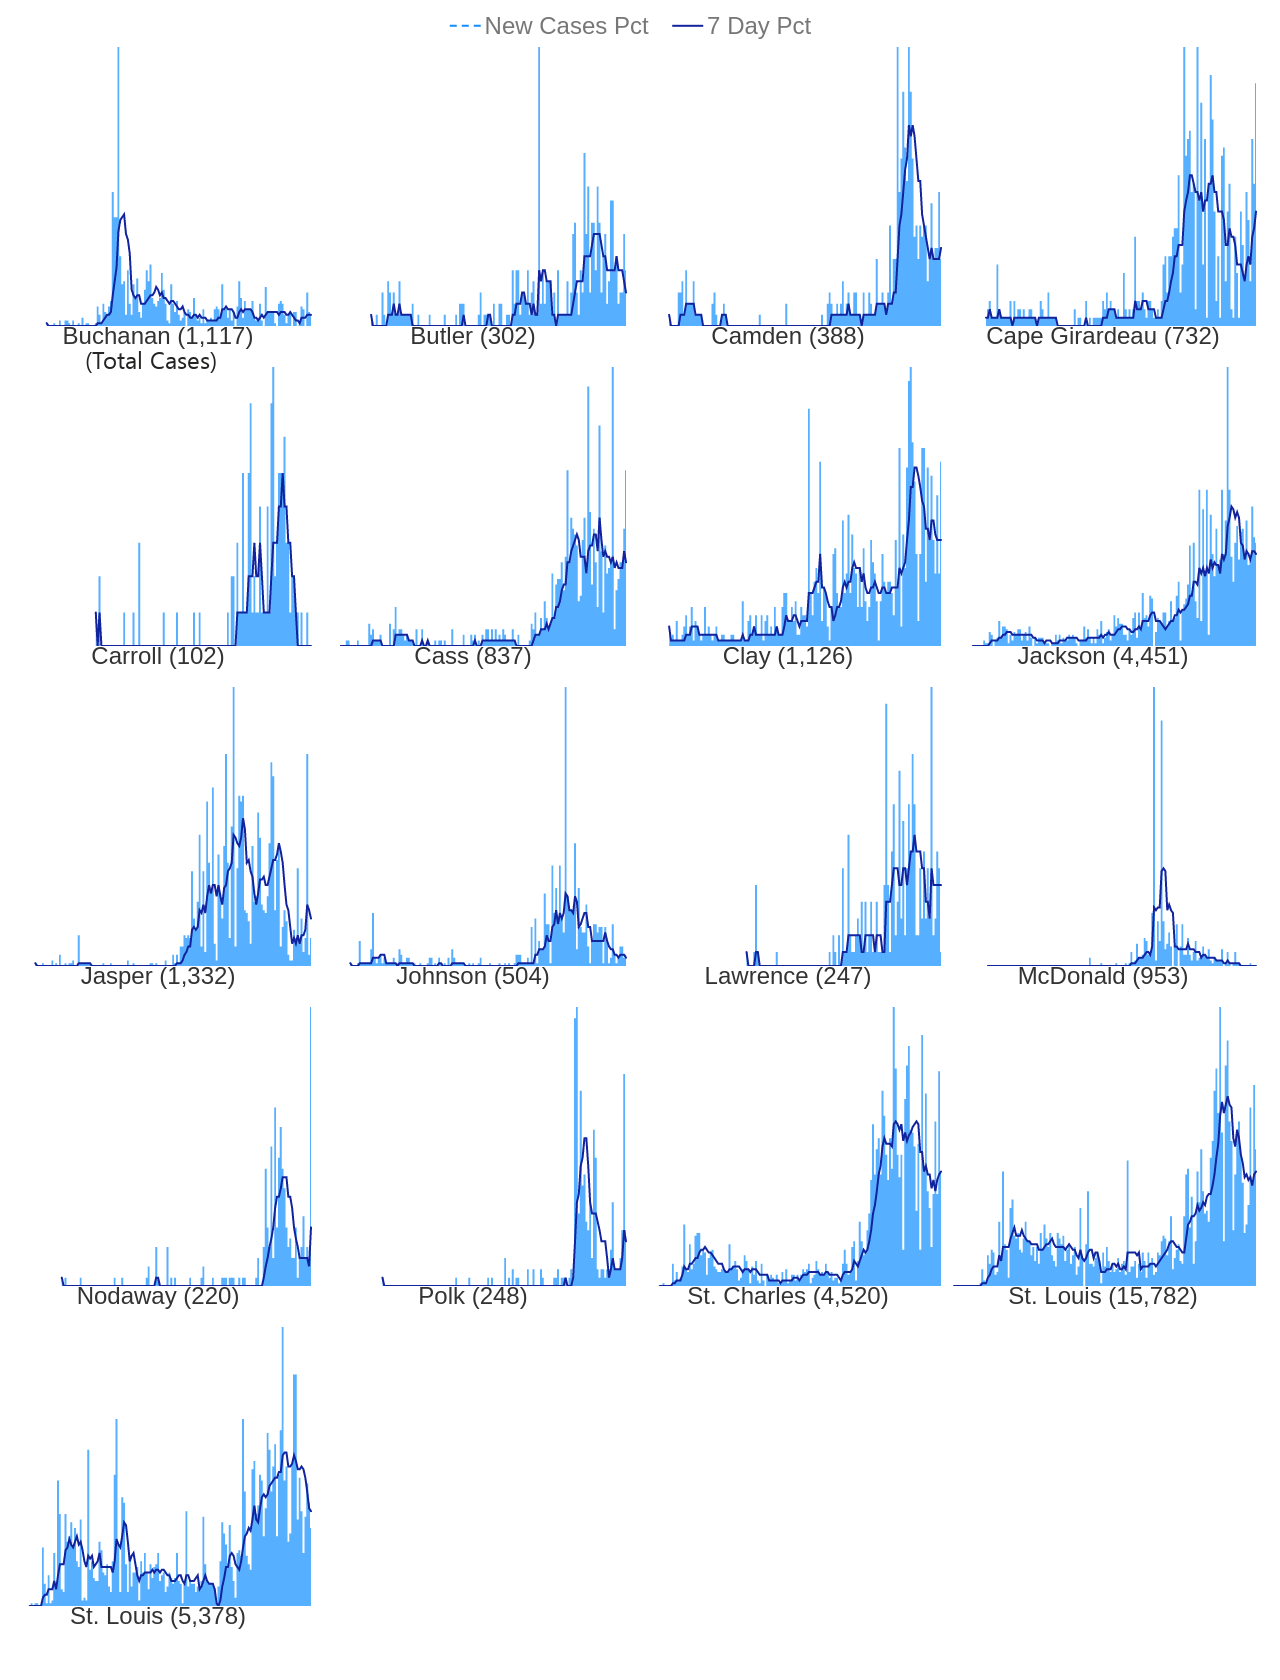 New Cases Pct 7 Day Pct
Buchanan (1,117) Butler (302) Camden (388) Cape Girardeau (732)
(Total Cases)
Carroll (102) Cass (837) Clay (1,126) Jackson (4,451)
Jasper (1,332) Johnson (504) Lawrence (247) McDonald (953)
Nodaway (220) Polk (248) St. Charles (4,520) St. Louis (15,782)
St. Louis (5,378)